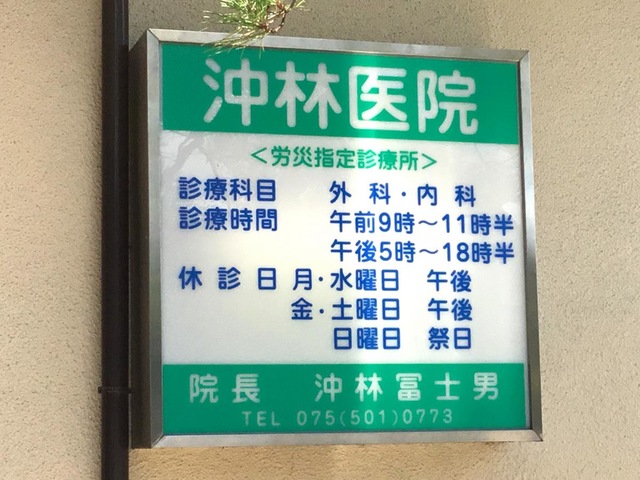 沖林医院
＜労災指定診療所＞
診療科目 外科・内科
診療時間 午前9時～11時半
午後5時～18時半
休診日 月・水曜日 午後
金・土曜日 午後
日曜日 祭日
院長 沖林冨士男
TEL 075(501)0773